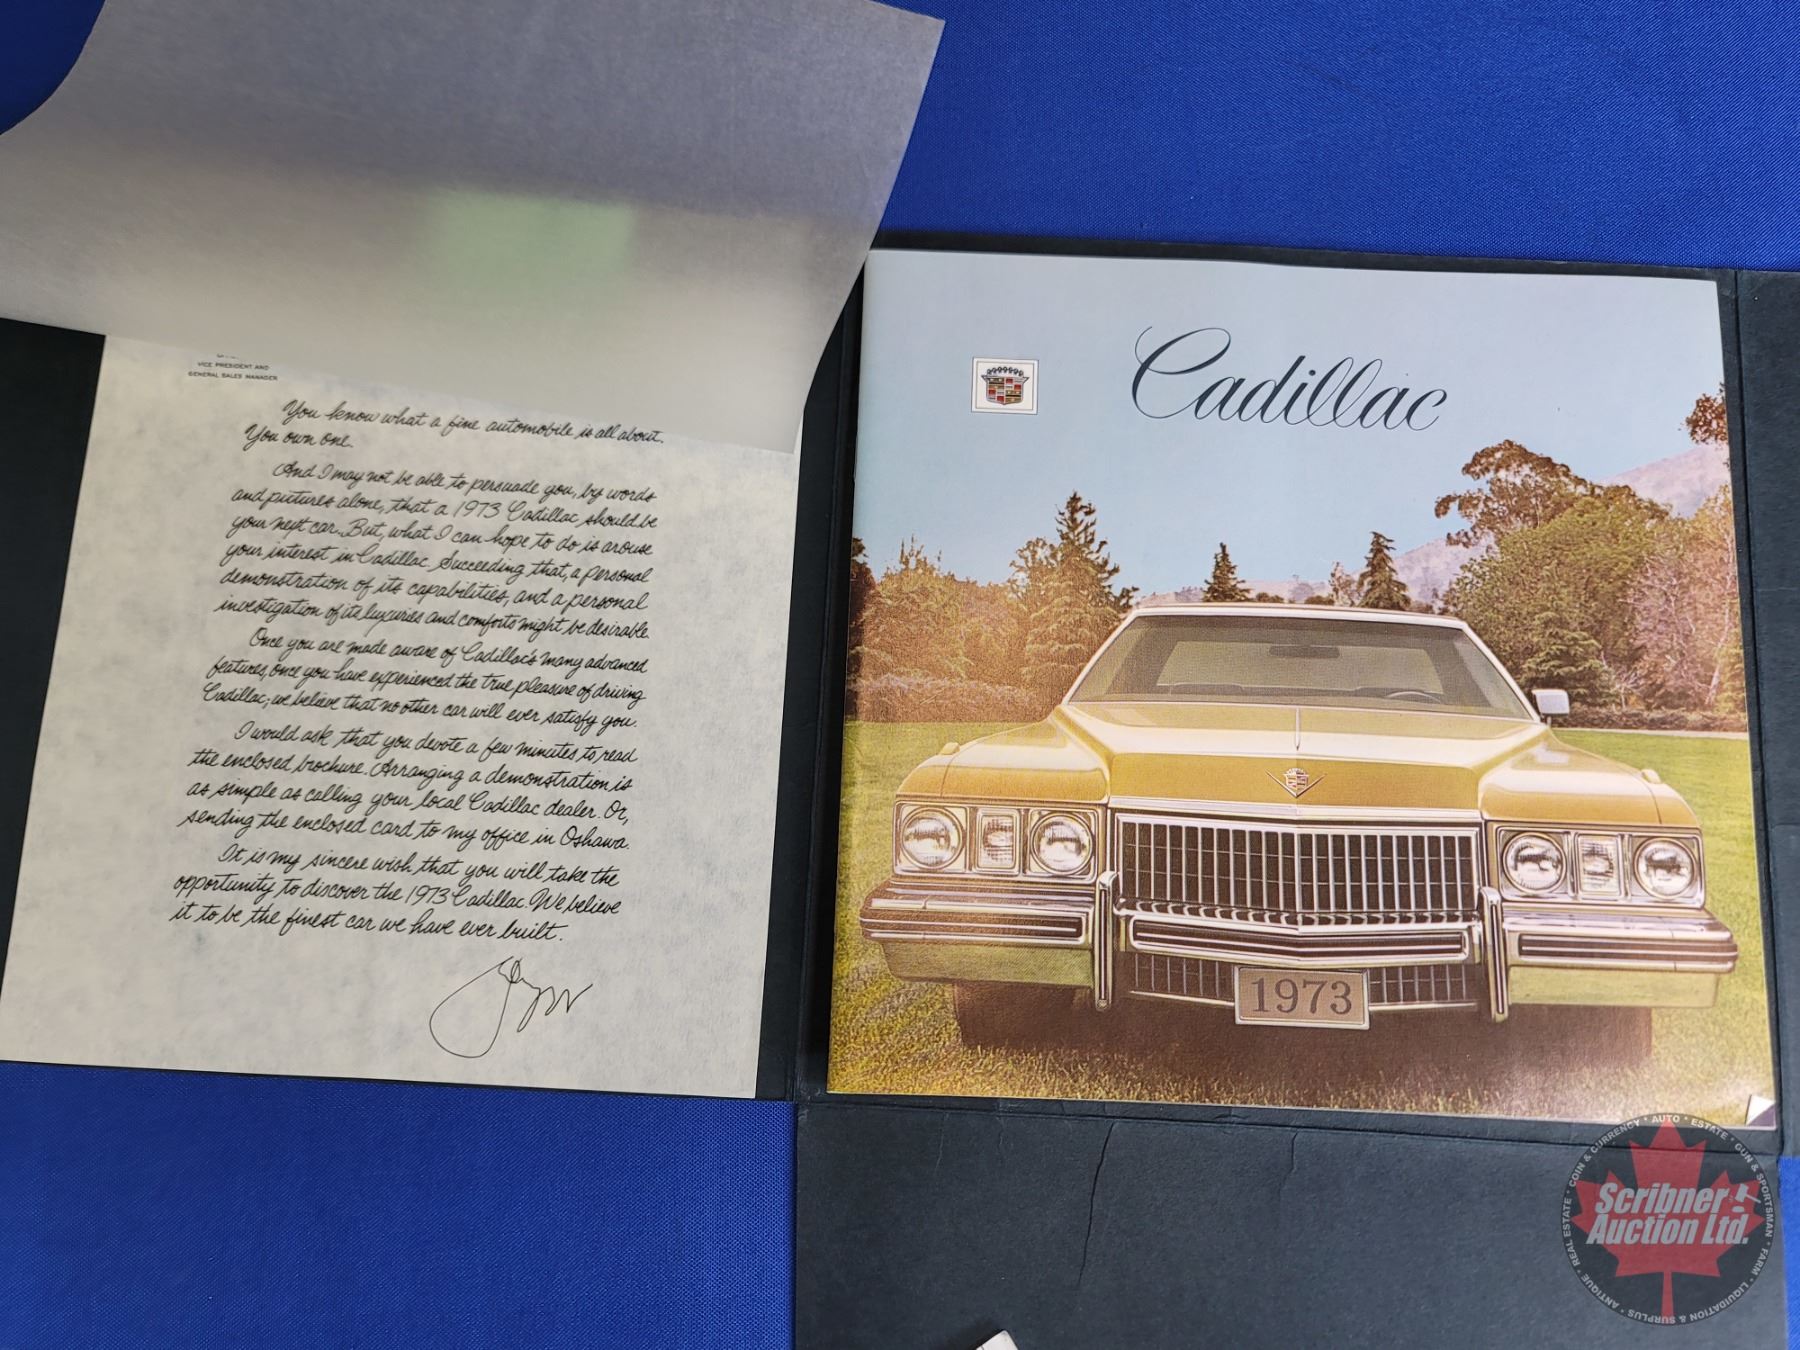 VICE PRESIDENT AND
GENERAL SALES MANAGER
You know what a fine automobile is all about.
You own one.
And I may not be able to persuade you, by words
and pictures alone, that a 1973 Cadillac should be
your next car. But, what I can hope to do is arouse
your interest in Cadillac. Succeeding that, a personal
demonstration of its capabilities, and a personal
investigation of its luxuries and comforts might be desirable.
Once you are made aware of Cadillac's many advanced
features, once you have experienced the true pleasure of driving
Cadillac; we believe that no other car will ever satisfy you.
I would ask that you devote a few minutes to read
the enclosed brochure. Arranging a demonstration is
as simple as calling your local Cadillac dealer. Or,
sending the enclosed card to my office in Oshawa.
It is my sincere wish that you will take the
opportunity to discover the 1973 Cadillac. We believe
it to be the finest car we have ever built.
Cadillac
1973
Scribner
Auction Ltd.
COIN & CURRENCY * AUTO * ESTATE * GUN & SPORTSMAN * FARM * LIQUIDATION & SURPLUS * ANTIQUE * REAL ESTATE *